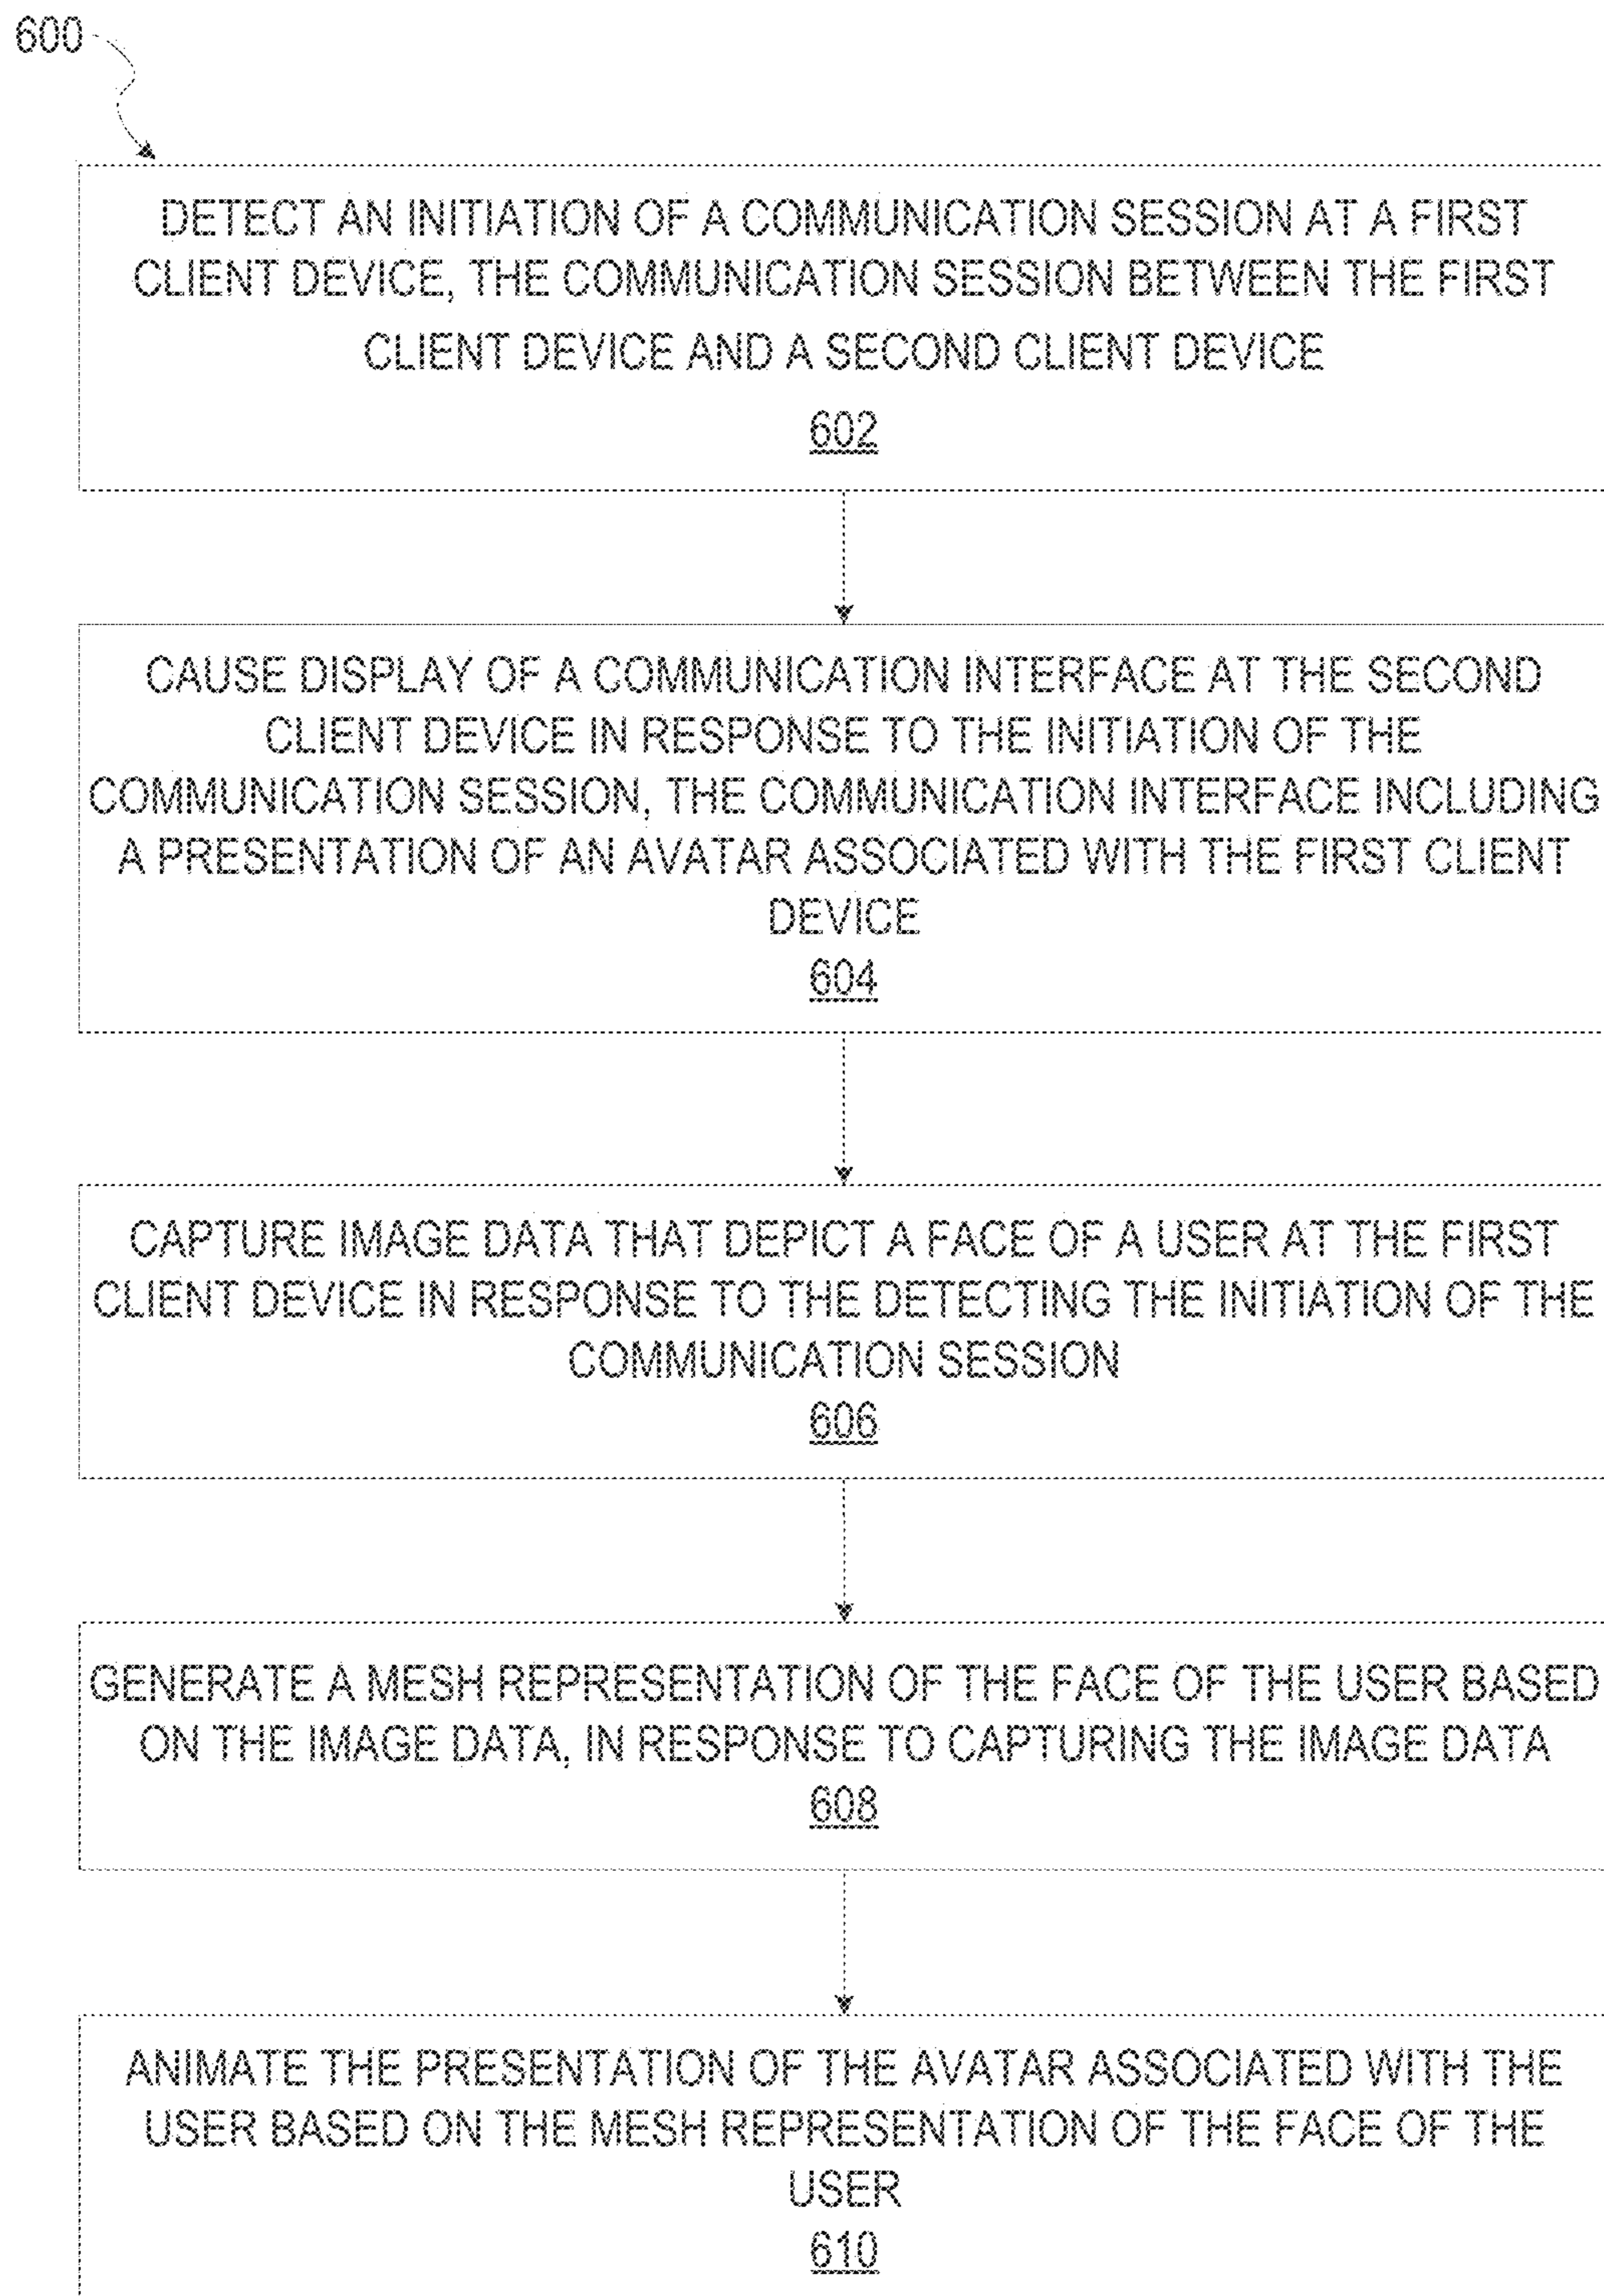 600
DETECT AN INITIATION OF A COMMUNICATION SESSION AT A FIRST
CLIENT DEVICE, THE COMMUNICATION SESSION BETWEEN THE FIRST
CLIENT DEVICE AND A SECOND CLIENT DEVICE
602
CAUSE DISPLAY OF A COMMUNICATION INTERFACE AT THE SECOND
CLIENT DEVICE IN RESPONSE TO THE INITIATION OF THE
COMMUNICATION SESSION, THE COMMUNICATION INTERFACE INCLUDING
A PRESENTATION OF AN AVATAR ASSOCIATED WITH THE FIRST CLIENT
DEVICE
604
CAPTURE IMAGE DATA THAT DEPICT A FACE OF A USER AT THE FIRST
CLIENT DEVICE IN RESPONSE TO THE DETECTING THE INITIATION OF THE
COMMUNICATION SESSION
606
GENERATE A MESH REPRESENTATION OF THE FACE OF THE USER BASED
ON THE IMAGE DATA, IN RESPONSE TO CAPTURING THE IMAGE DATA
608
ANIMATE THE PRESENTATION OF THE AVATAR ASSOCIATED WITH THE
USER BASED ON THE MESH REPRESENTATION OF THE FACE OF THE
USER
610